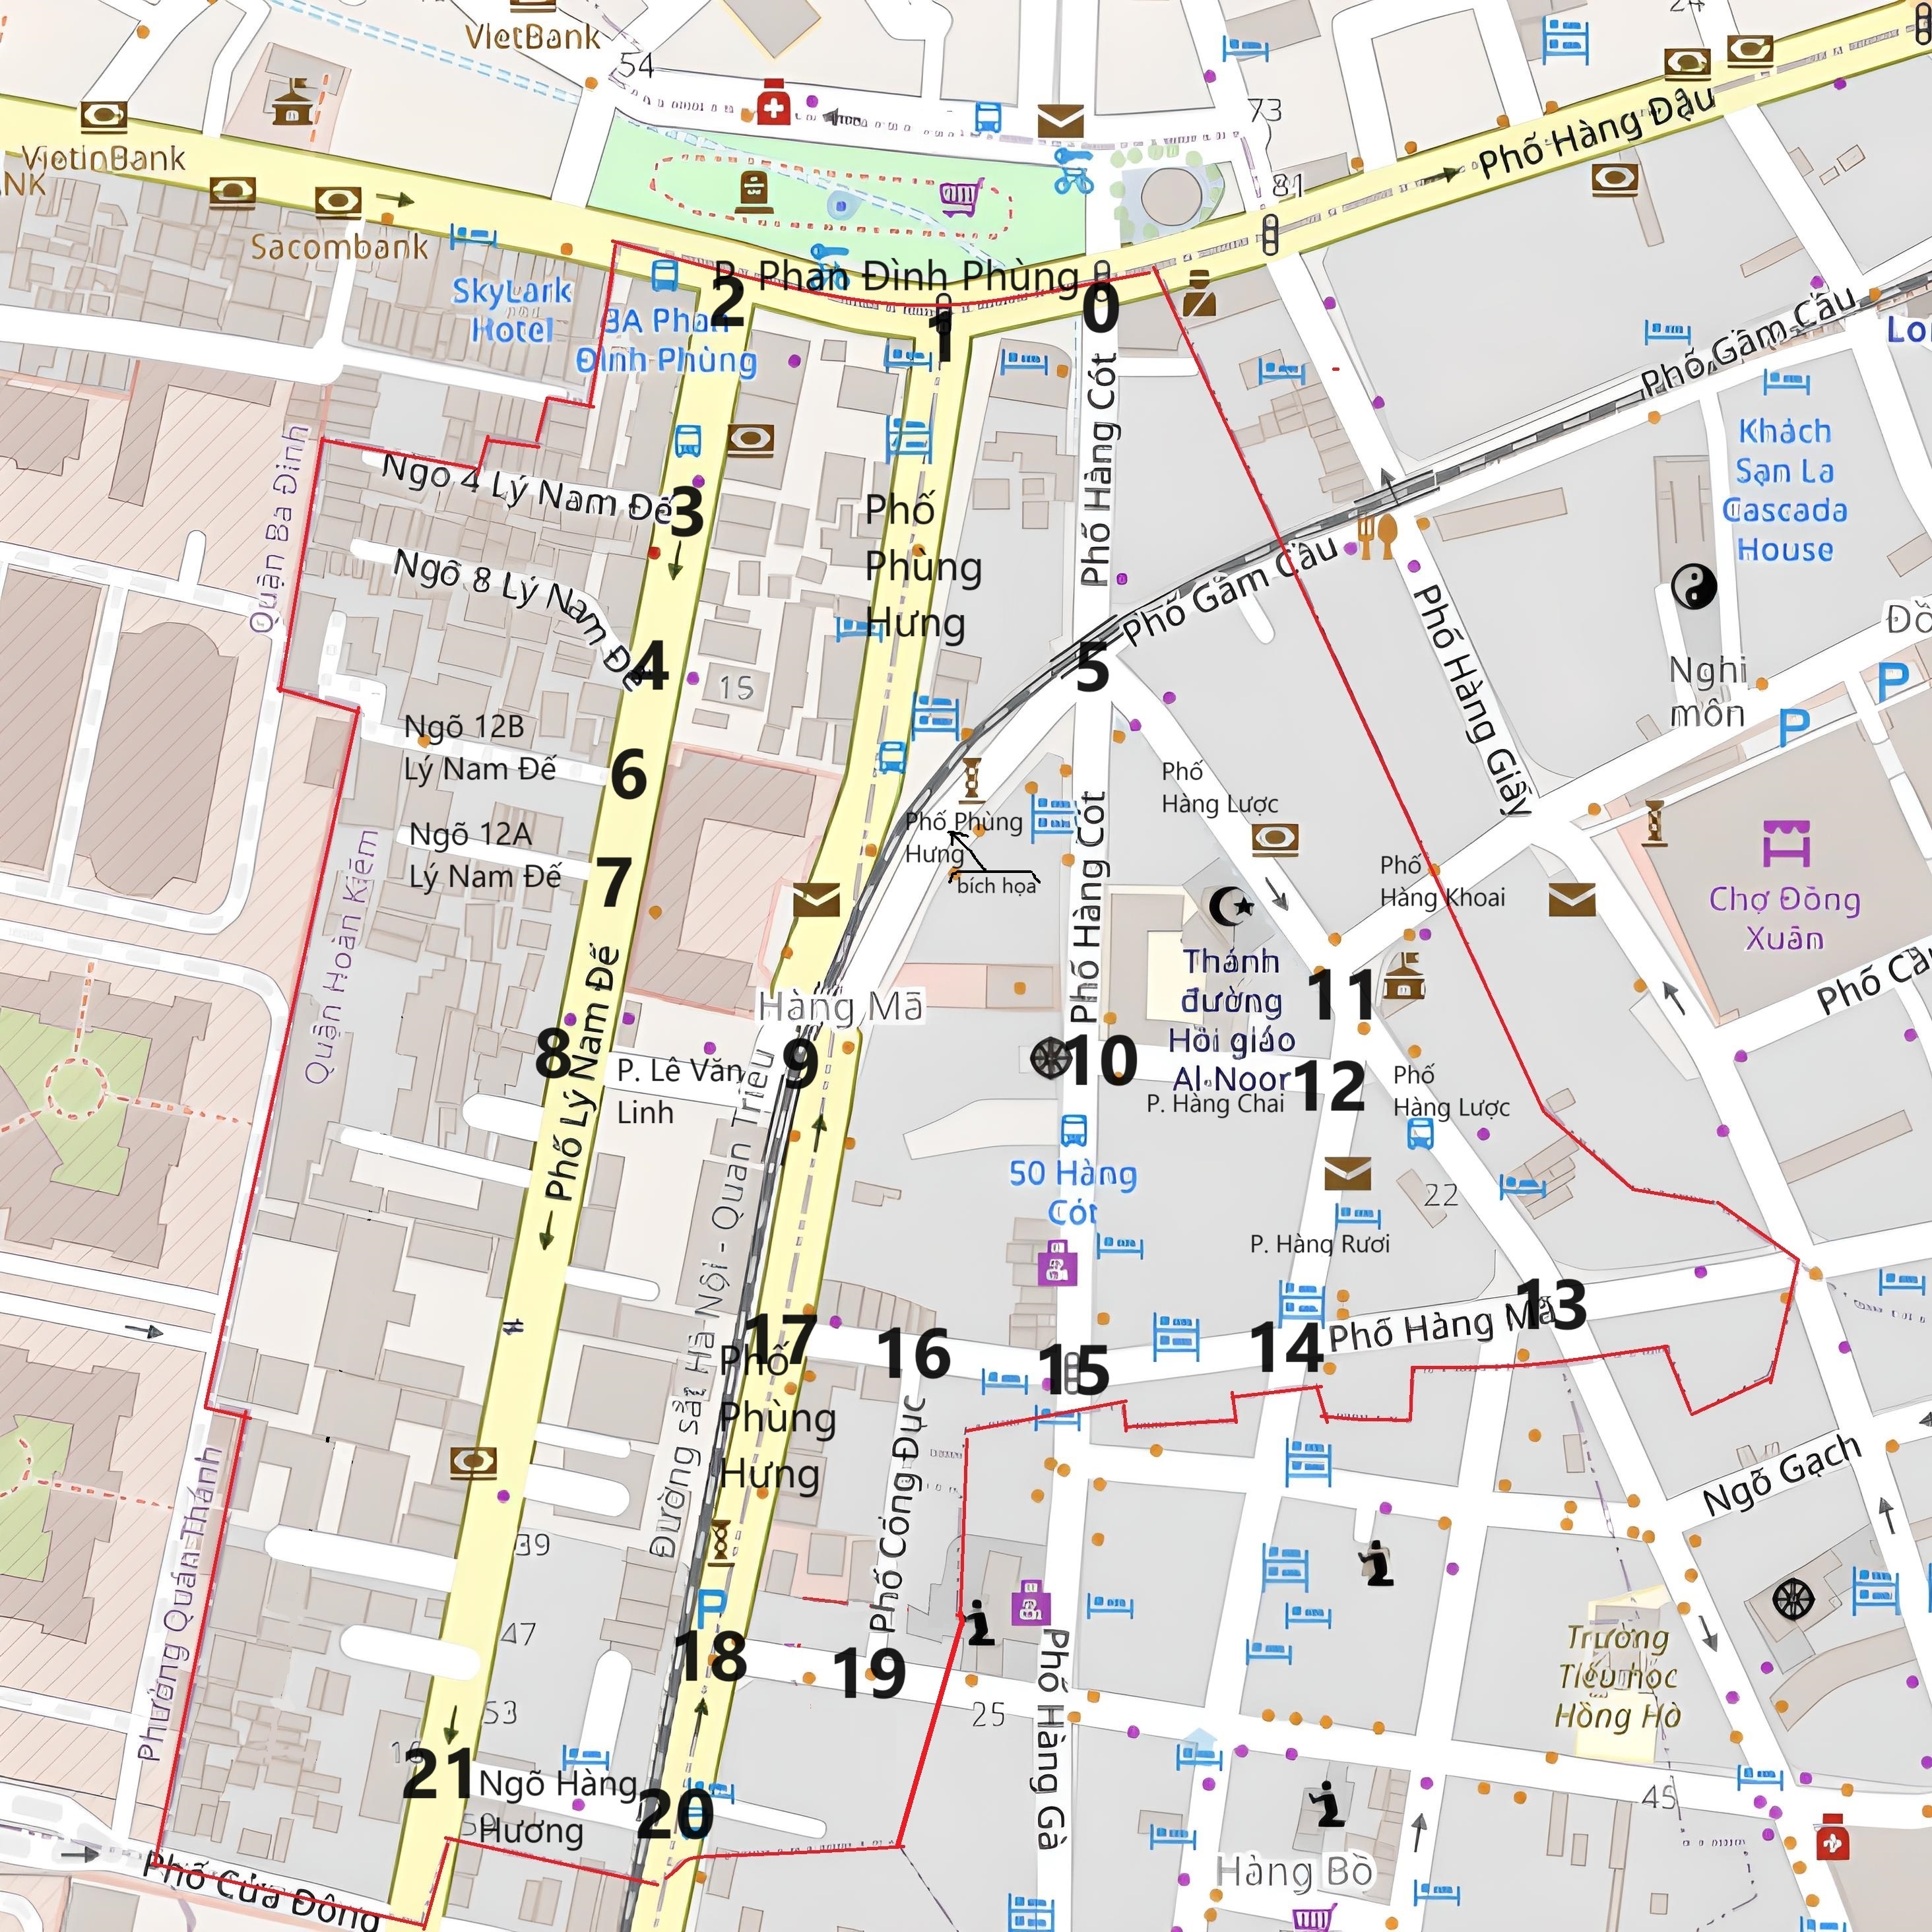 VietBank
54
24
73
Phố Hàng Đậu
VietinBank
NK
81
Sacombank
SkyLark
Hotel
P. Phan Đình Phùng
2
0
1
3A Phan
Đình Phùng
Phố Gầm Cầu
Lo
Phố Hàng Cót
Khách
Sạn La
Cascada
House
Quận Ba Đình
Ngõ 4 Lý Nam Đế
3
Phố
Phùng
Hưng
Ngõ 8 Lý Nam Đế
4
15
Phố Gầm Cầu
5
Phố Hàng Giấy
Đồ
P
Nghi
môn
P
Ngõ 12B
Lý Nam Đế
6
Phố
Hàng Lược
Phố Phùng
Hưng
bích họa
Phố Hàng Cót
Ngõ 12A
Lý Nam Đế
7
Phố
Hàng Khoai
Chợ Đồng
Xuân
Quận Hoàn Kiếm
Hàng Mã
Thánh
đường
Hồi giáo
Al-Noor
11
Phố Cầ
8
Phố Lý Nam Đế
P. Lê Văn
Linh
9
10
P. Hàng Chai
12
Phố
Hàng Lược
50 Hàng
Cót
22
P. Hàng Rươi
Đường sắt Hà Nội - Quan Triều
17
16
15
14
Phố Hàng Mã
13
Phố
Phùng
Hưng
Phố Cổng Đục
Ngõ Gạch
Phường Quán Thánh
39
P
47
18
19
Phố Hàng Gà
Trường
Tiểu học
Hồng Hà
53
25
21
Ngõ Hàng
Hương
20
45
Phố Cửa Đông
Hàng Bồ